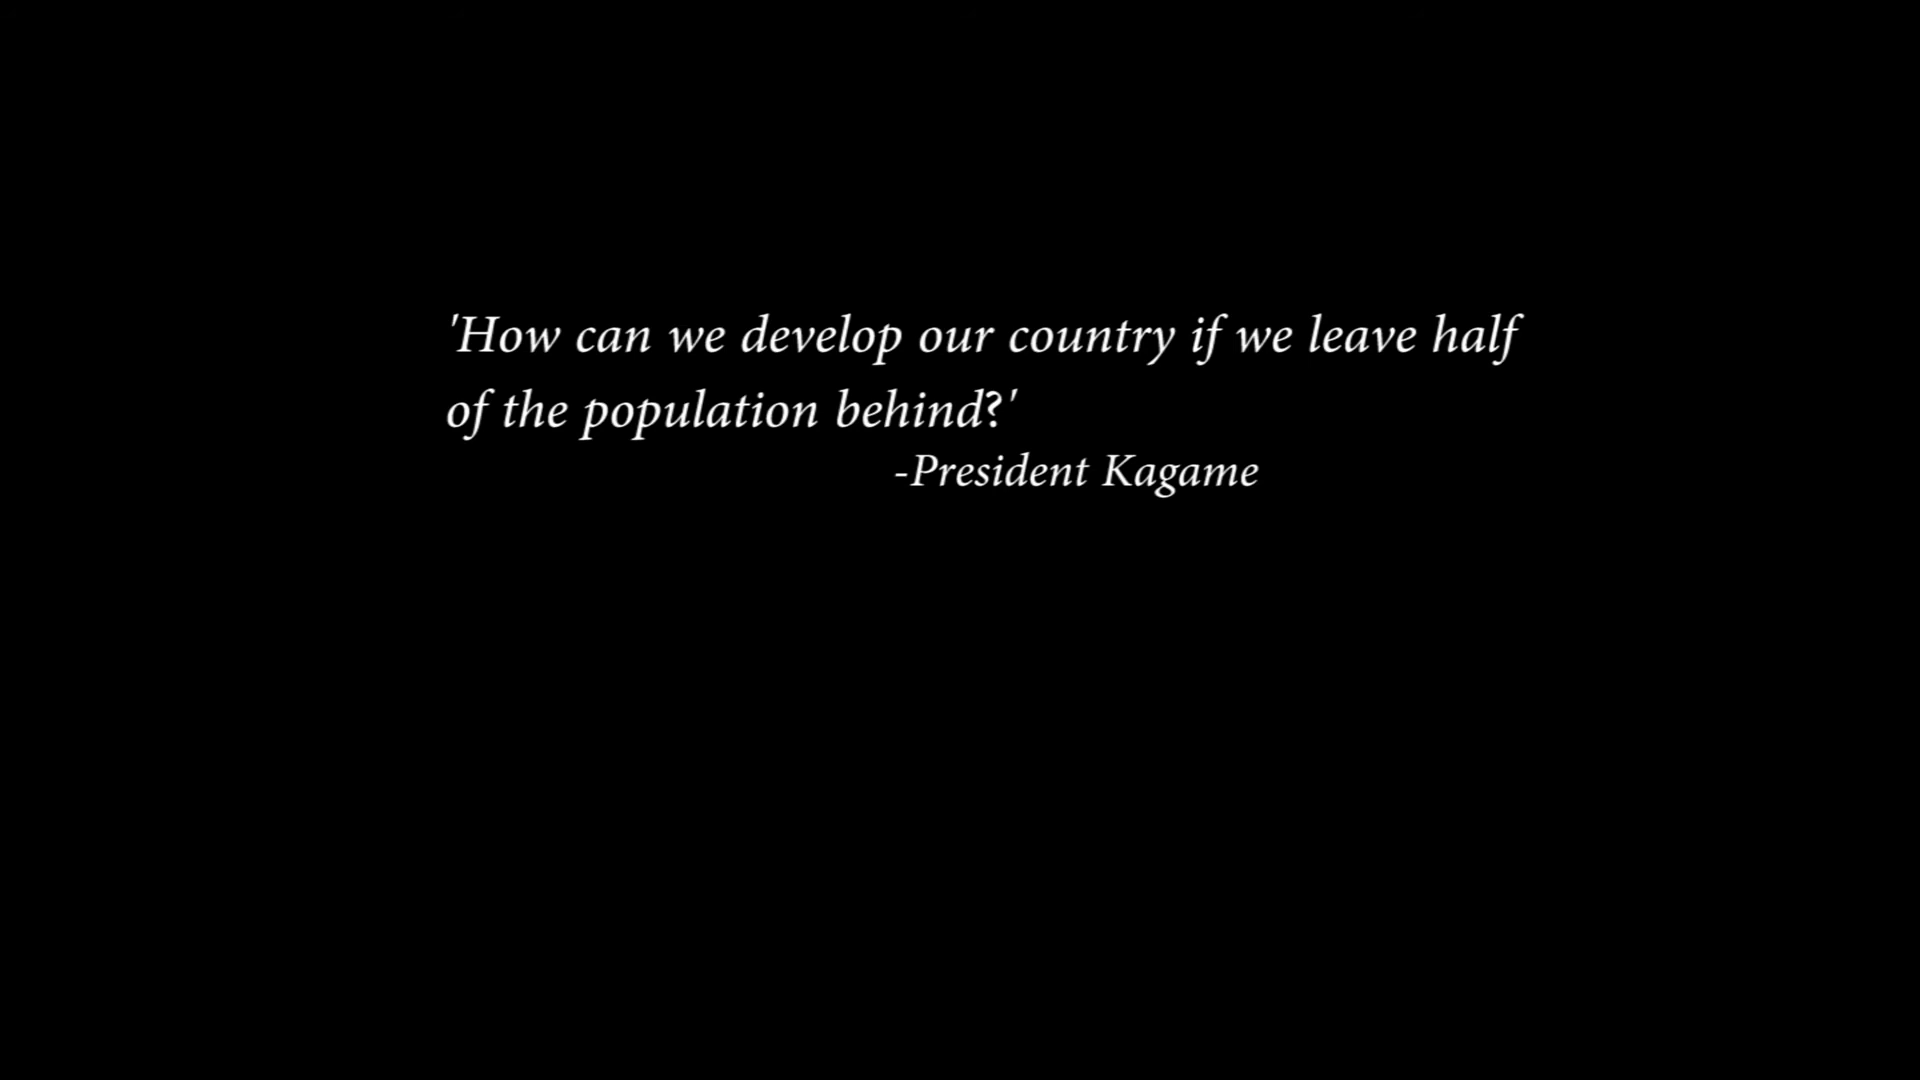 'How can we develop our country if we leave half
of the population behind?'
-President Kagame